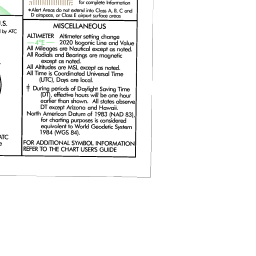 for complete information
• Alert Areas do not extend into Class A, B, C and
D airspace, or Class E airport surface areas
U.S.
by ATC
MISCELLANEOUS
ALTIMETER Altimeter setting change
2020 Isogonic Line and Value
All Mileages are Nautical except as noted.
All Radials and Bearings are magnetic
except as noted.
All Altitudes are MSL except as noted.
All Time is Coordinated Universal Time
(UTC), Days are local.
‡ During periods of Daylight Saving Time
(DT), effective hours will be one hour
earlier than shown. All states observe
DT except Arizona and Hawaii.
North American Datum of 1983 (NAD 83),
for charting purposes is considered
equivalent to World Geodetic System
1984 (WGS 84).
ATC
FOR ADDITIONAL SYMBOL INFORMATION
REFER TO THE CHART USER'S GUIDE